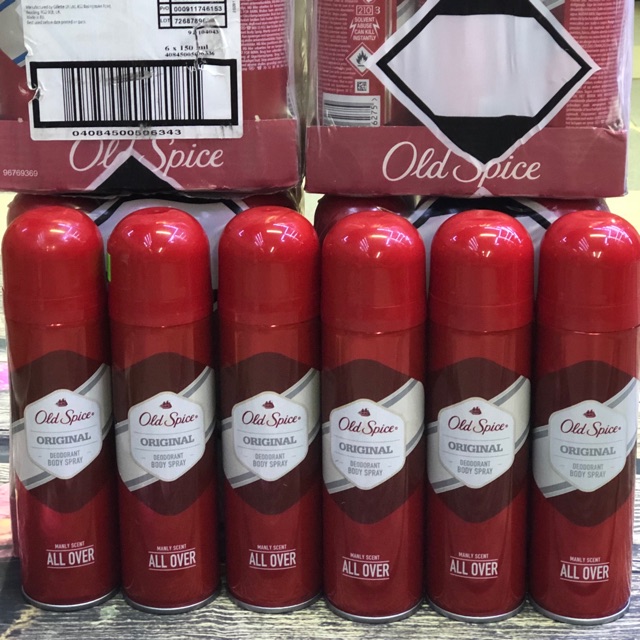 000911746153
LOT
6 x 150 ml
04084500596343
SOLVENT
ABUSE
CAN KILL
INSTANTLY
96769369
Old Spice
Old Spice
Old Spice
ORIGINAL
DEODORANT
BODY SPRAY
MANLY SCENT
ALL OVER
Old Spice
ORIGINAL
DEODORANT
BODY SPRAY
MANLY SCENT
ALL OVER
Old Spice
ORIGINAL
DEODORANT
BODY SPRAY
MANLY SCENT
ALL OVER
Old Spice
ORIGINAL
DEODORANT
BODY SPRAY
MANLY SCENT
ALL OVER
Old Spice
ORIGINAL
DEODORANT
BODY SPRAY
MANLY SCENT
ALL OVER
Old Spice
ORIGINAL
DEODORANT
BODY SPRAY
MANLY SCENT
ALL OVER